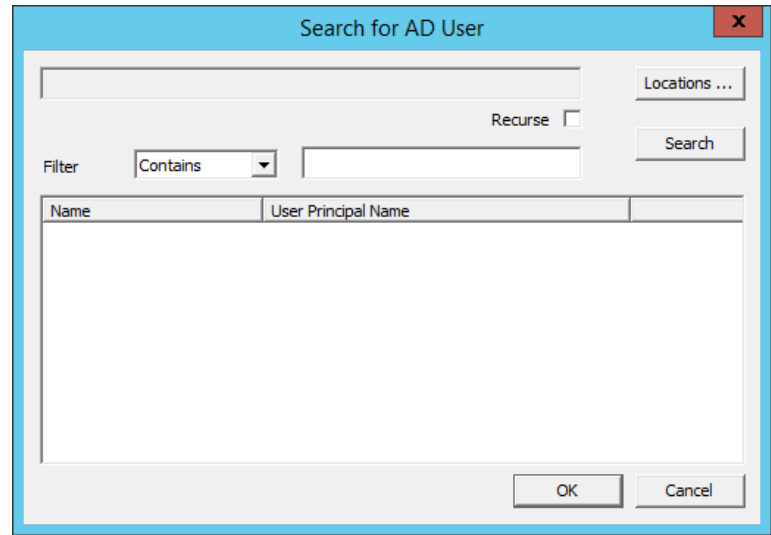 Search for AD User
x
Locations ...
Recurse
Search
Filter Contains
Name User Principal Name
OK Cancel